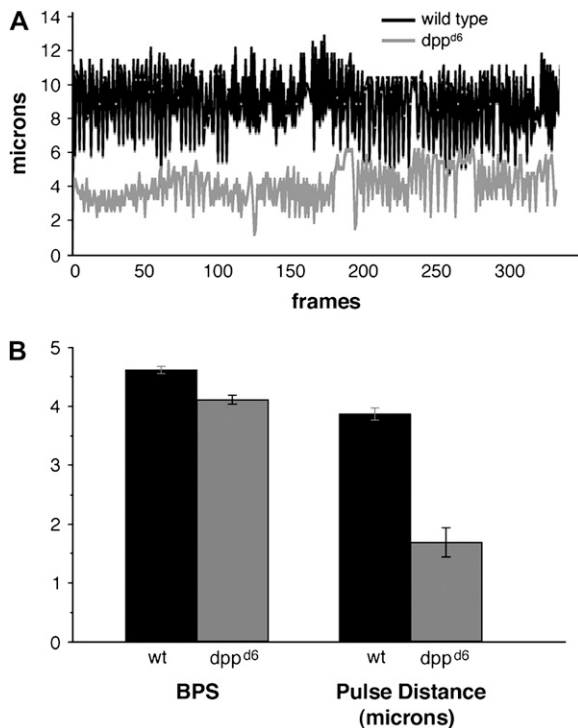 A
wild type
dpp^d6
14
12
10
8
6
4
2
0
microns
0 50 100 150 200 250 300
frames
B
5
4
3
2
1
0
wt dpp^d6 wt dpp^d6
BPS Pulse Distance
(microns)